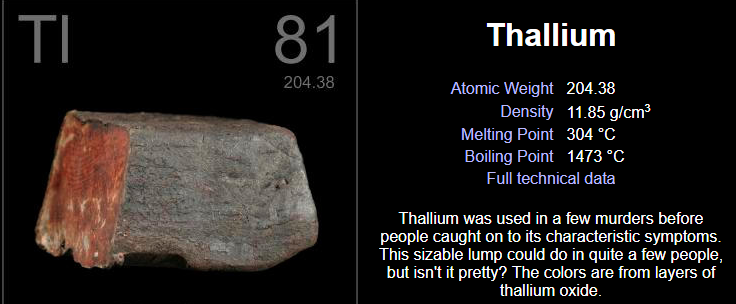 Tl 81
204.38
Thallium
Atomic Weight 204.38
Density 11.85 g/cm³
Melting Point 304 °C
Boiling Point 1473 °C
Full technical data
Thallium was used in a few murders before
people caught on to its characteristic symptoms.
This sizable lump could do in quite a few people,
but isn't it pretty? The colors are from layers of
thallium oxide.